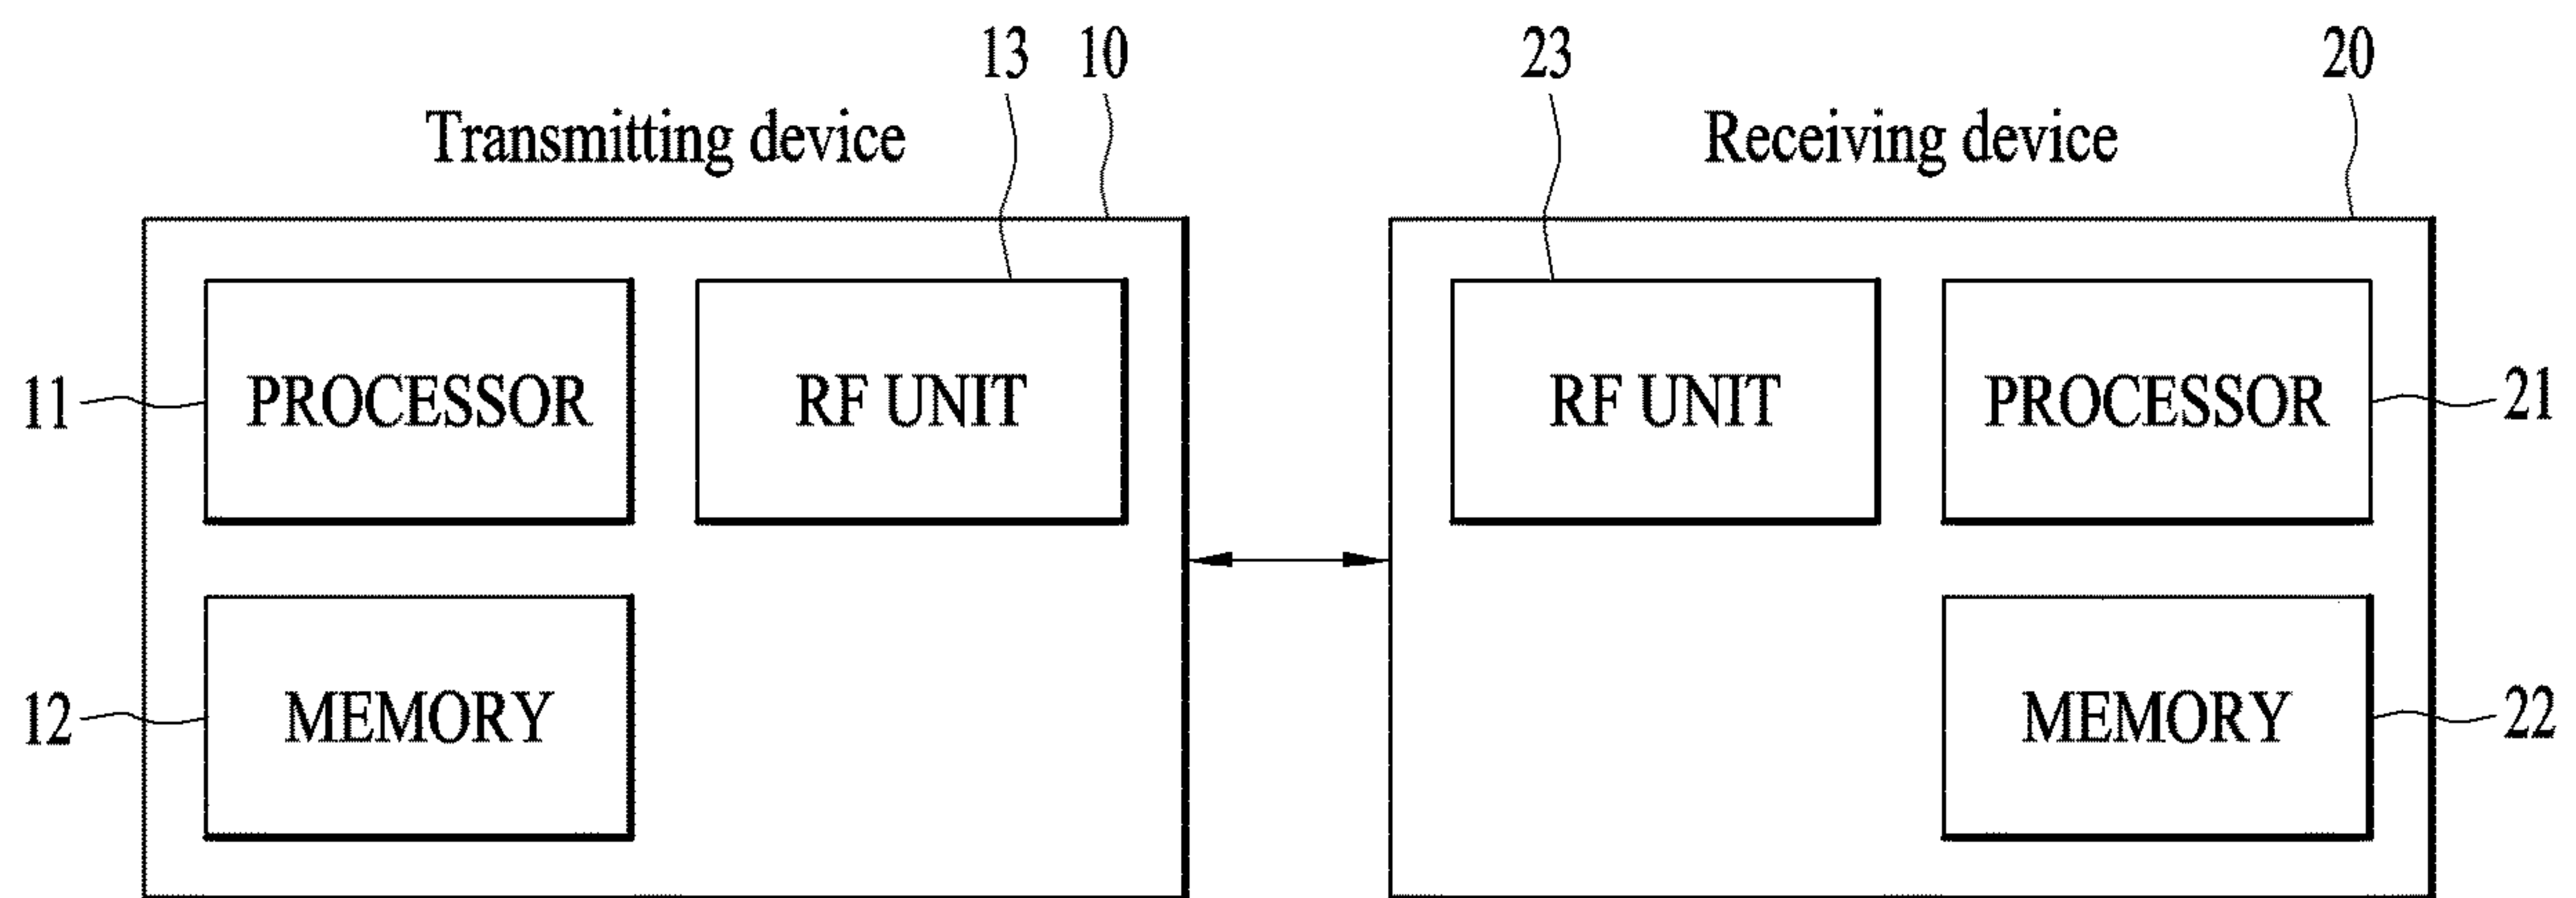 13 10 23 20
Transmitting device Receiving device
11 PROCESSOR RF UNIT RF UNIT PROCESSOR 21
12 MEMORY MEMORY 22